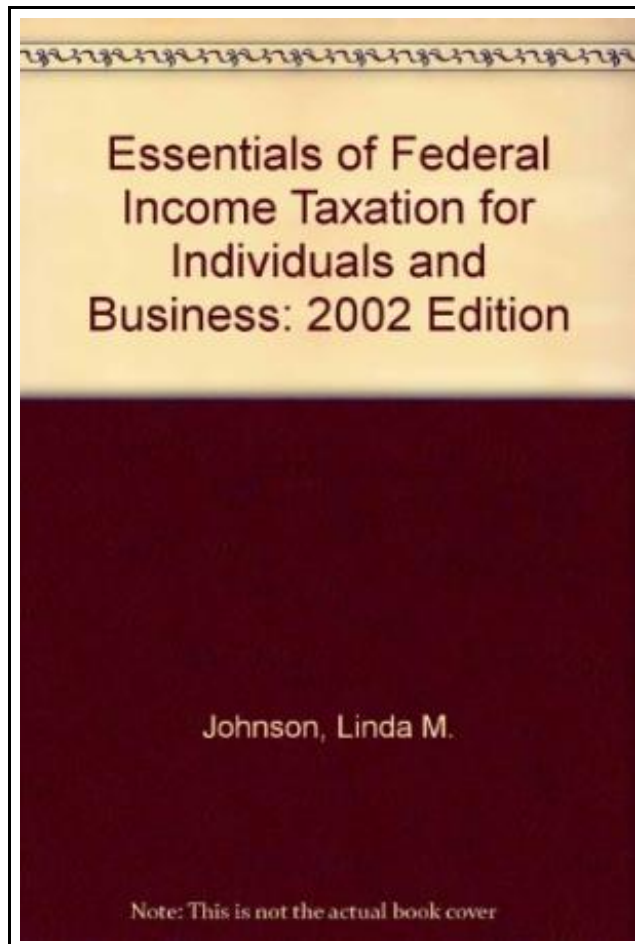 Essentials of Federal
Income Taxation for
Individuals and
Business: 2002 Edition
Johnson, Linda M.
Note: This is not the actual book cover